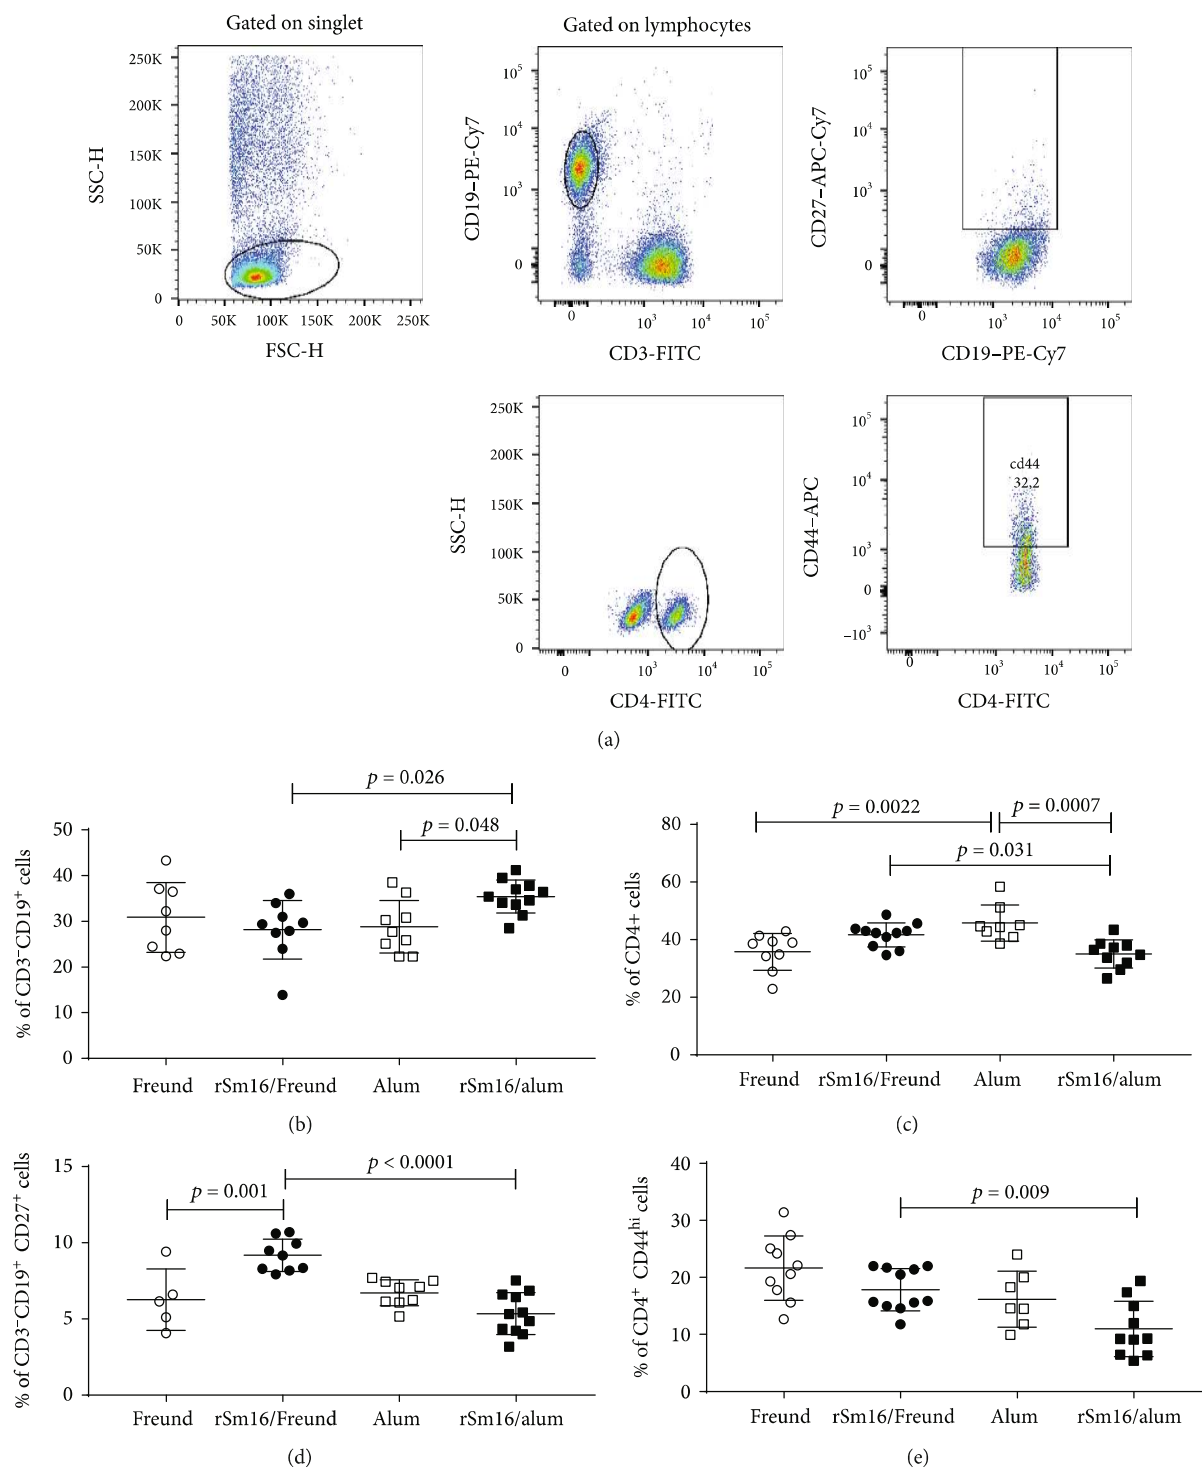 Gated on singlet
250K
200K
150K
100K
50K
0
SSC-H
0 50K 100K 150K 200K 250K
FSC-H
Gated on lymphocytes
10^5
10^4
10^3
0
CD19–PE-Cy7
0 10^3 10^4 10^5
CD3-FITC
10^5
10^4
10^3
0
CD27–APC-Cy7
0 10^3 10^4 10^5
CD19–PE-Cy7
250K
200K
150K
100K
50K
0
SSC-H
0 10^3 10^4 10^5
CD4-FITC
10^5
10^4
10^3
0
–10^3
CD44–APC
cd44
32.2
0 10^3 10^4 10^5
CD4-FITC
(a)
p = 0.026
p = 0.048
50
40
30
20
10
0
% of CD3⁻CD19⁺ cells
Freund rSm16/Freund Alum rSm16/alum
(b)
p = 0.0022 p = 0.0007
p = 0.031
80
60
40
20
0
% of CD4+ cells
Freund rSm16/Freund Alum rSm16/alum
(c)
p < 0.0001
p = 0.001
15
10
5
0
% of CD3⁻CD19⁺ CD27⁺ cells
Freund rSm16/Freund Alum rSm16/alum
(d)
p = 0.009
40
30
20
10
0
% of CD4⁺ CD44ʰⁱ cells
Freund rSm16/Freund Alum rSm16/alum
(e)